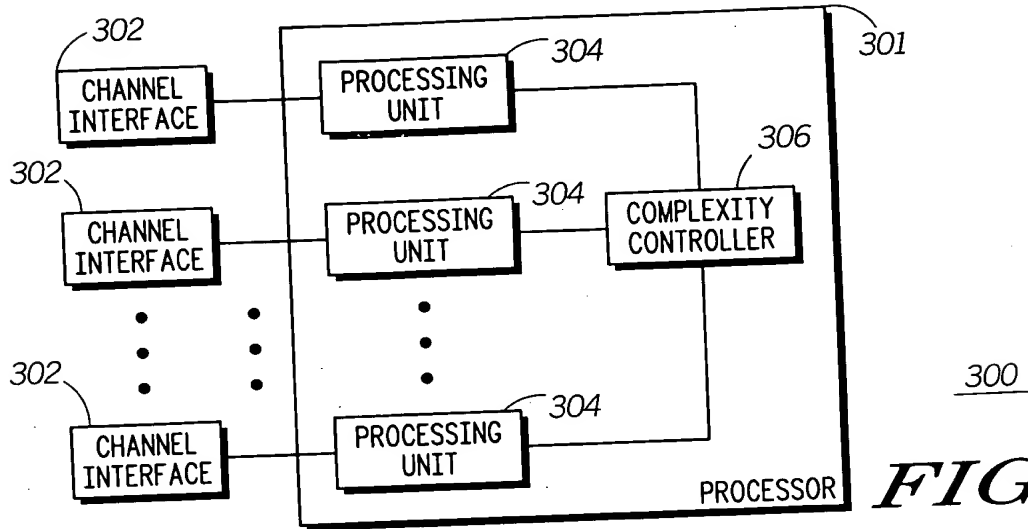 302
CHANNEL
INTERFACE
PROCESSING
UNIT
304
301
302
CHANNEL
INTERFACE
PROCESSING
UNIT
304
COMPLEXITY
CONTROLLER
306
302
CHANNEL
INTERFACE
PROCESSING
UNIT
304
PROCESSOR
300
FIG